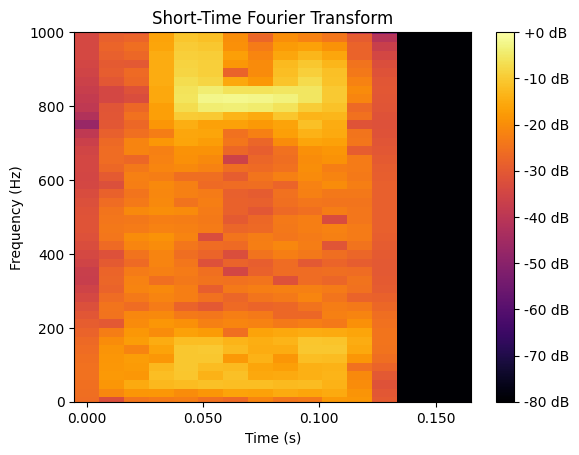 Short-Time Fourier Transform
Frequency (Hz)
1000
800
600
400
200
0
0.000
0.050
0.100
0.150
Time (s)
+0 dB
-10 dB
-20 dB
-30 dB
-40 dB
-50 dB
-60 dB
-70 dB
-80 dB